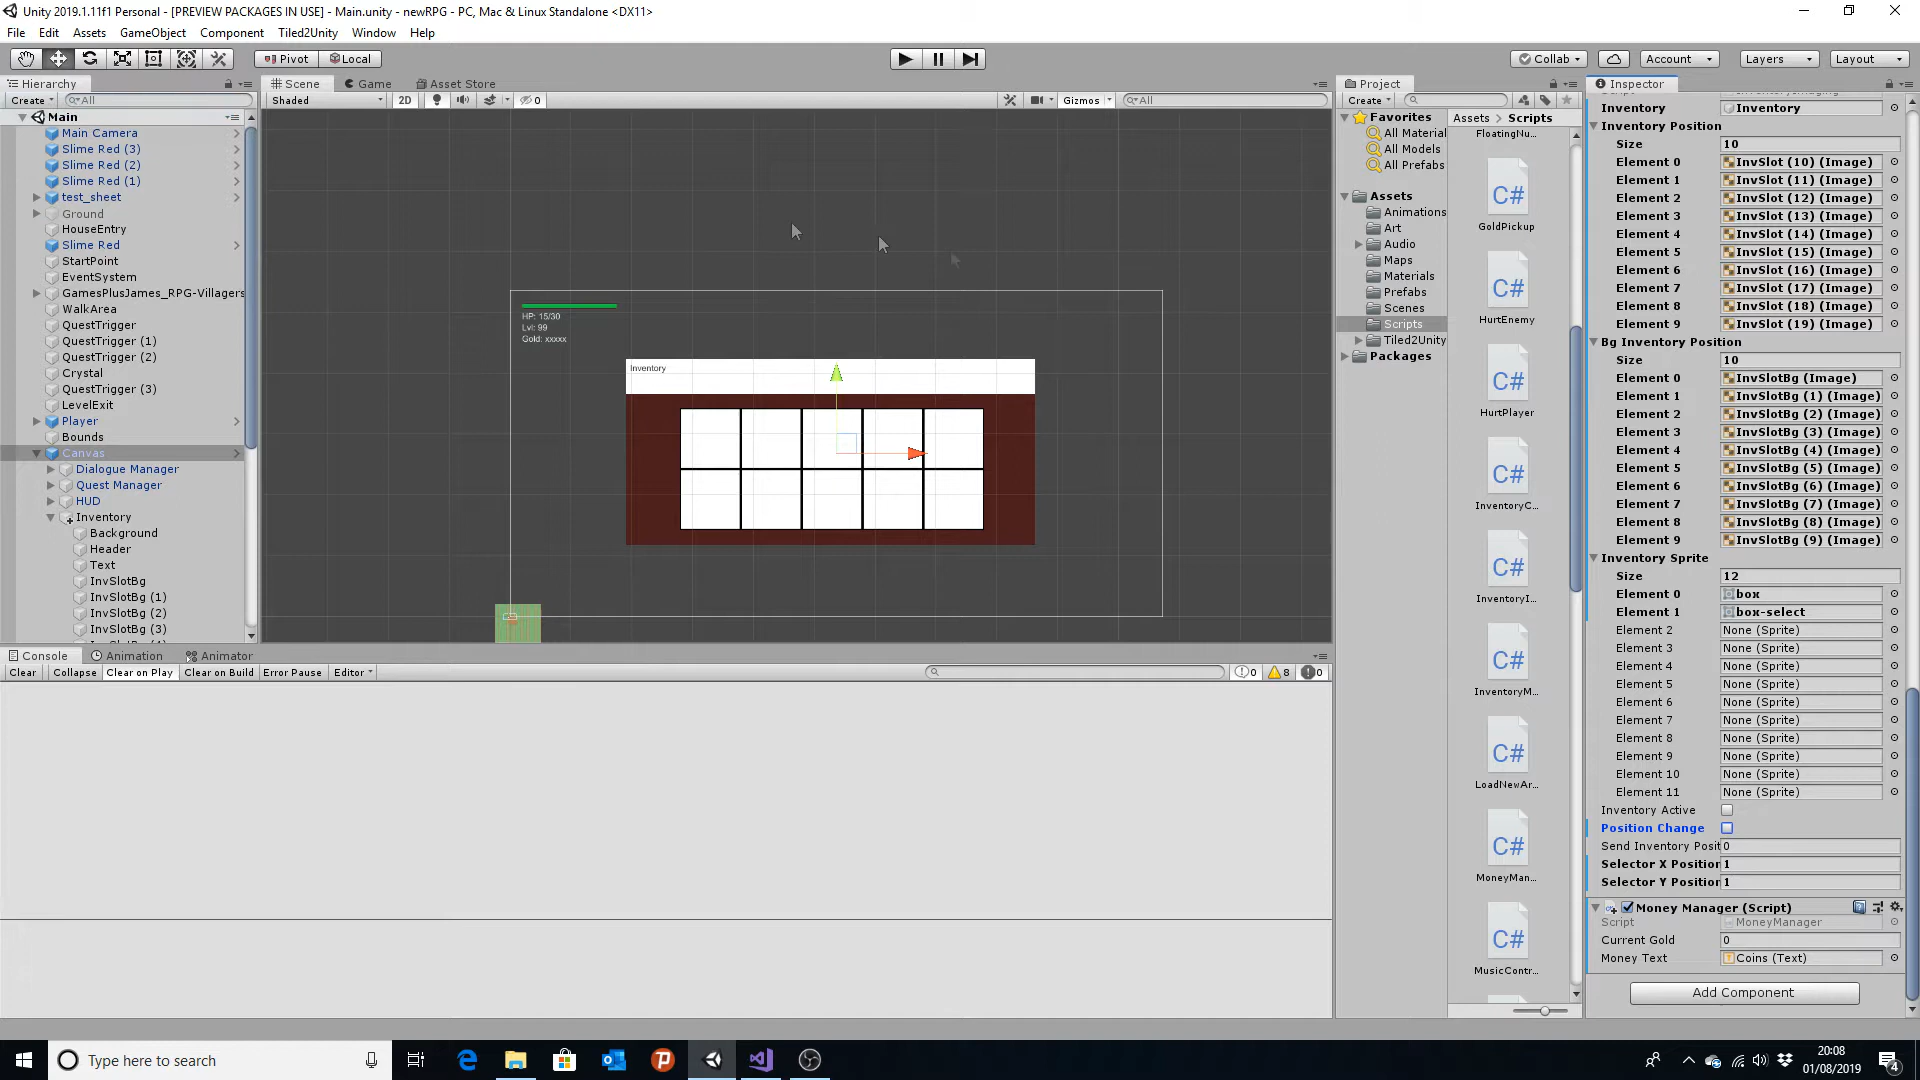 Unity 2019.1.11f1 Personal - [PREVIEW PACKAGES IN USE] - Main.unity - newRPG - PC, Mac & Linux Standalone <DX11>
File Edit Assets GameObject Component Tiled2Unity Window Help
Pivot Local Collab Account Layers Layout
Hierarchy
Create All
Main
Main Camera
Slime Red (3)
Slime Red (2)
Slime Red (1)
test_sheet
Ground
HouseEntry
Slime Red
StartPoint
EventSystem
GamesPlusJames_RPG-Villagers
WalkArea
QuestTrigger
QuestTrigger (1)
QuestTrigger (2)
Crystal
QuestTrigger (3)
LevelExit
Player
Bounds
Canvas
Dialogue Manager
Quest Manager
HUD
Inventory
Background
Header
Text
InvSlotBg
InvSlotBg (1)
InvSlotBg (2)
InvSlotBg (3)
Scene Game Asset Store
Shaded 2D 0 Gizmos All
HP: 15/30
Lvl: 99
Gold: xxxxx
Inventory
Console Animation Animator
Clear Collapse Clear on Play Clear on Build Error Pause Editor 0 8 0
Project
Create
Favorites
All Material
All Models
All Prefabs
Assets
Animations
Art
Audio
Maps
Materials
Prefabs
Scenes
Scripts
Tiled2Unity
Packages
Assets > Scripts
FloatingNu...
C#
GoldPickup
C#
HurtEnemy
C#
HurtPlayer
C#
InventoryC...
C#
InventoryI...
C#
InventoryM...
C#
LoadNewAr...
C#
MoneyMan...
C#
MusicContr...
Inspector
Inventory Inventory
Inventory Position
Size 10
Element 0 InvSlot (10) (Image)
Element 1 InvSlot (11) (Image)
Element 2 InvSlot (12) (Image)
Element 3 InvSlot (13) (Image)
Element 4 InvSlot (14) (Image)
Element 5 InvSlot (15) (Image)
Element 6 InvSlot (16) (Image)
Element 7 InvSlot (17) (Image)
Element 8 InvSlot (18) (Image)
Element 9 InvSlot (19) (Image)
Bg Inventory Position
Size 10
Element 0 InvSlotBg (Image)
Element 1 InvSlotBg (1) (Image)
Element 2 InvSlotBg (2) (Image)
Element 3 InvSlotBg (3) (Image)
Element 4 InvSlotBg (4) (Image)
Element 5 InvSlotBg (5) (Image)
Element 6 InvSlotBg (6) (Image)
Element 7 InvSlotBg (7) (Image)
Element 8 InvSlotBg (8) (Image)
Element 9 InvSlotBg (9) (Image)
Inventory Sprite
Size 12
Element 0 box
Element 1 box-select
Element 2 None (Sprite)
Element 3 None (Sprite)
Element 4 None (Sprite)
Element 5 None (Sprite)
Element 6 None (Sprite)
Element 7 None (Sprite)
Element 8 None (Sprite)
Element 9 None (Sprite)
Element 10 None (Sprite)
Element 11 None (Sprite)
Inventory Active
Position Change
Send Inventory Posit 0
Selector X Position 1
Selector Y Position 1
Money Manager (Script)
Script MoneyManager
Current Gold 0
Money Text Coins (Text)
Add Component
Type here to search
20:08
01/08/2019
4